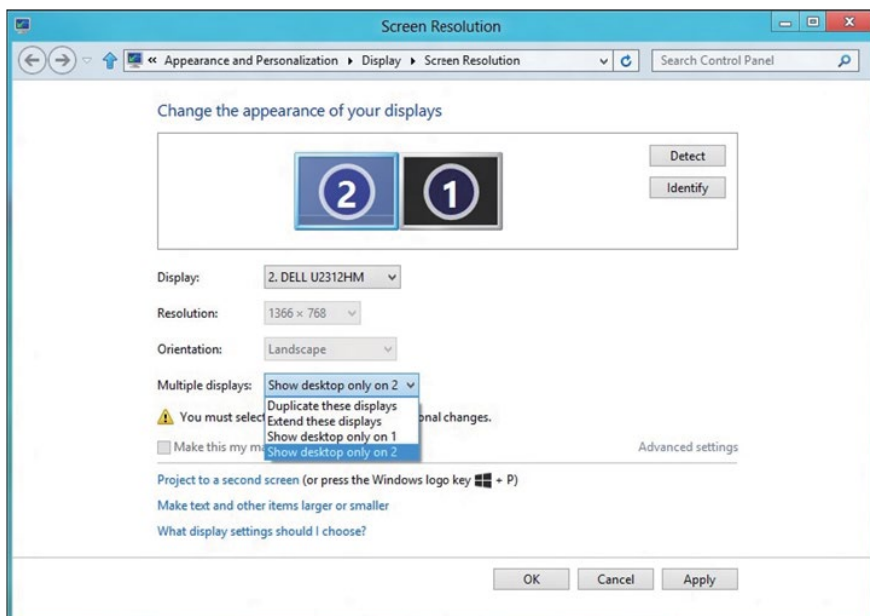 Screen Resolution
« Appearance and Personalization ▸ Display ▸ Screen Resolution
Search Control Panel
Change the appearance of your displays
2
1
Detect
Identify
Display: 2. DELL U2312HM
Resolution: 1366 × 768
Orientation: Landscape
Multiple displays: Show desktop only on 2
Duplicate these displays
You must select onal changes.
Extend these displays
Show desktop only on 1
Make this my Advanced settings
Show desktop only on 2
Project to a second screen (or press the Windows logo key + P)
Make text and other items larger or smaller
What display settings should I choose?
OK Cancel Apply